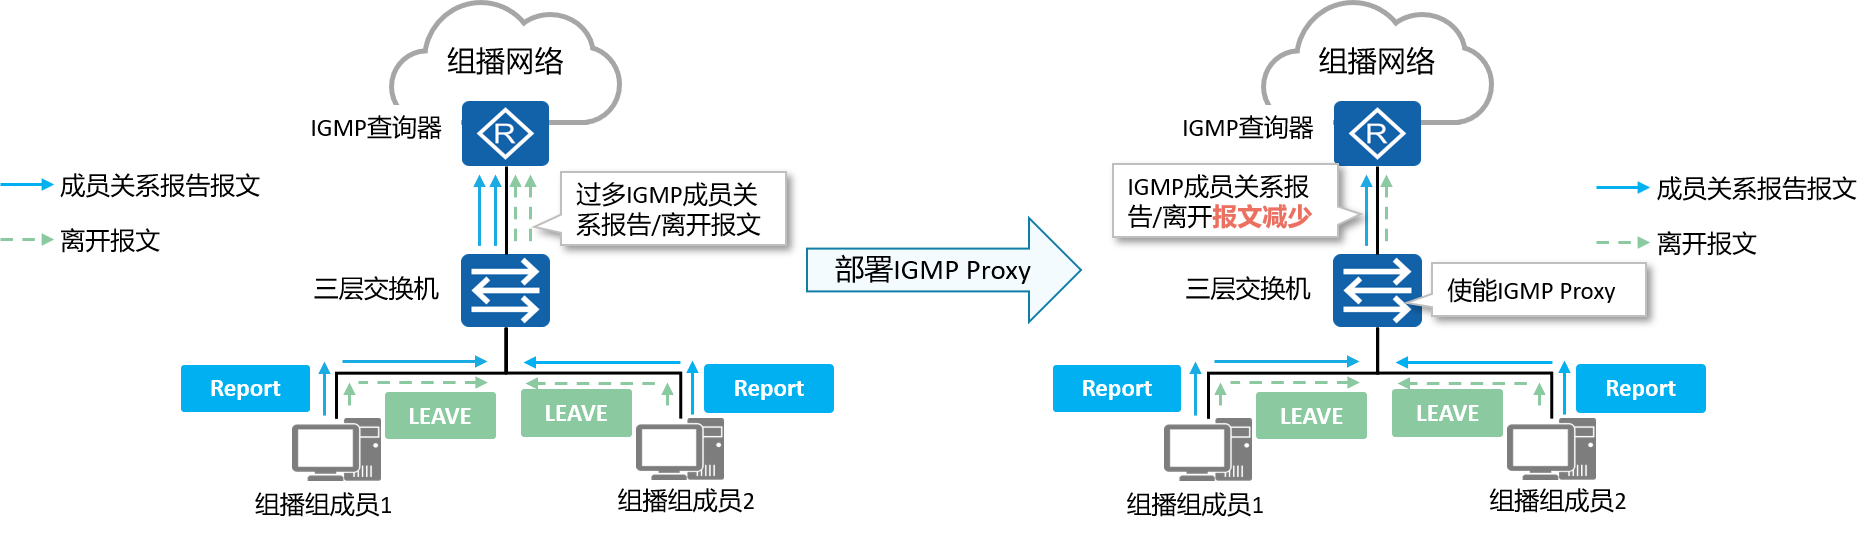 组播网络
R
IGMP查询器
成员关系报告报文
离开报文
过多IGMP成员关
系报告/离开报文
三层交换机
Report
LEAVE
LEAVE
Report
组播组成员1
组播组成员2
部署IGMP Proxy
组播网络
R
IGMP查询器
IGMP成员关系报
告/离开报文减少
成员关系报告报文
离开报文
三层交换机
使能IGMP Proxy
Report
LEAVE
LEAVE
Report
组播组成员1
组播组成员2